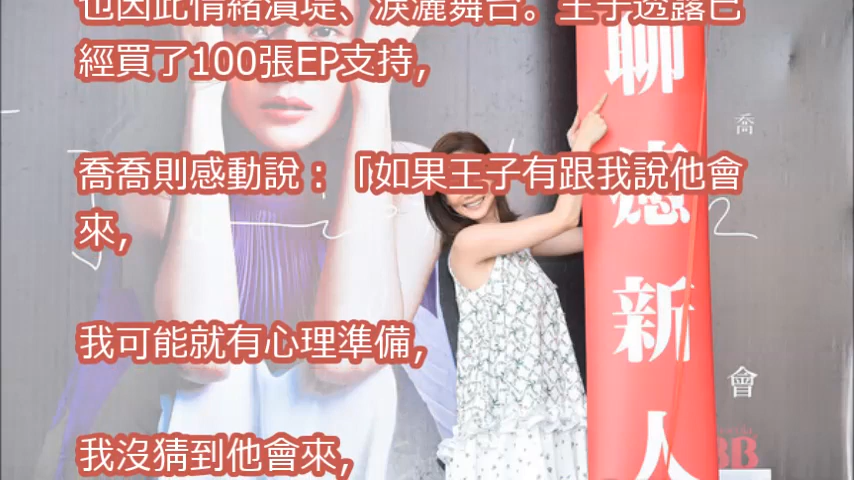 也因此情緒潰堤、淚灑舞台。王子透露已
經買了100張EP支持，
喬喬則感動說：「如果王子有跟我說他會
來，
我可能就有心理準備，
我沒猜到他會來，
聊癒新人
喬
會
BB